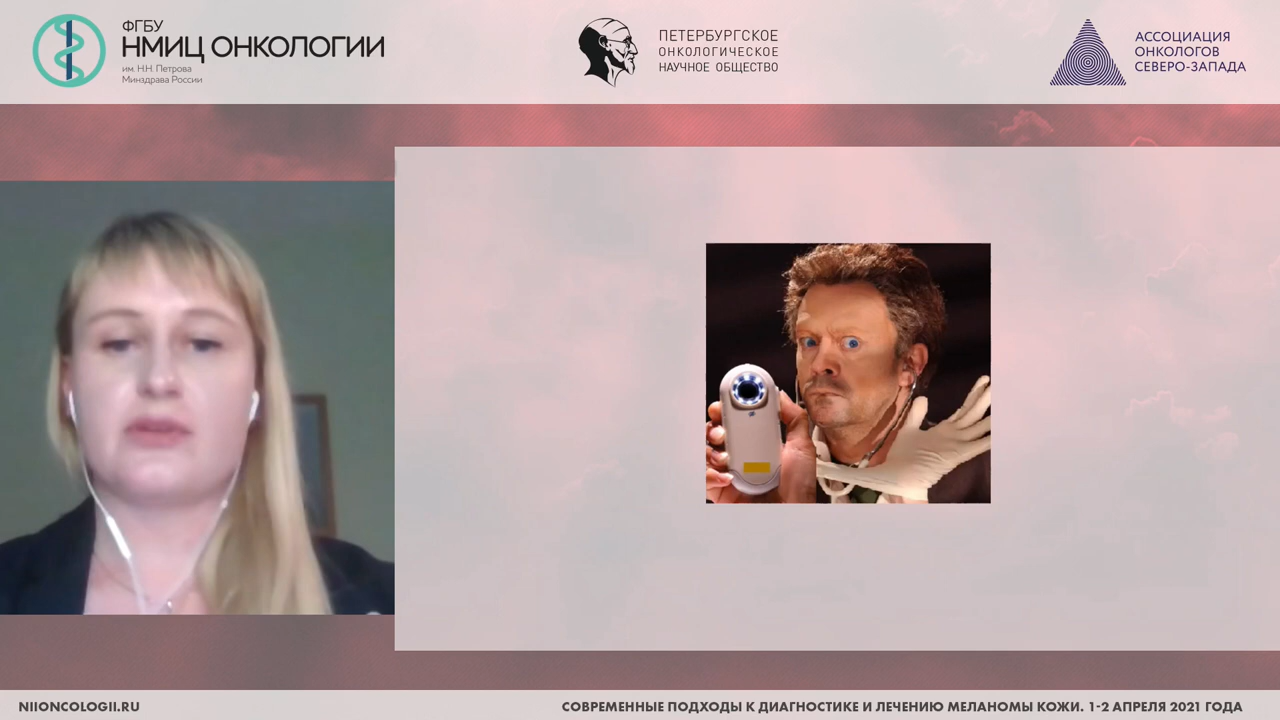 ФГБУ
НМИЦ ОНКОЛОГИИ
им. Н.Н. Петрова
Минздрава России
ПЕТЕРБУРГСКОЕ
ОНКОЛОГИЧЕСКОЕ
НАУЧНОЕ ОБЩЕСТВО
АССОЦИАЦИЯ
ОНКОЛОГОВ
СЕВЕРО-ЗАПАДА
NIIONCOLOGII.RU
СОВРЕМЕННЫЕ ПОДХОДЫ К ДИАГНОСТИКЕ И ЛЕЧЕНИЮ МЕЛАНОМЫ КОЖИ. 1-2 АПРЕЛЯ 2021 ГОДА